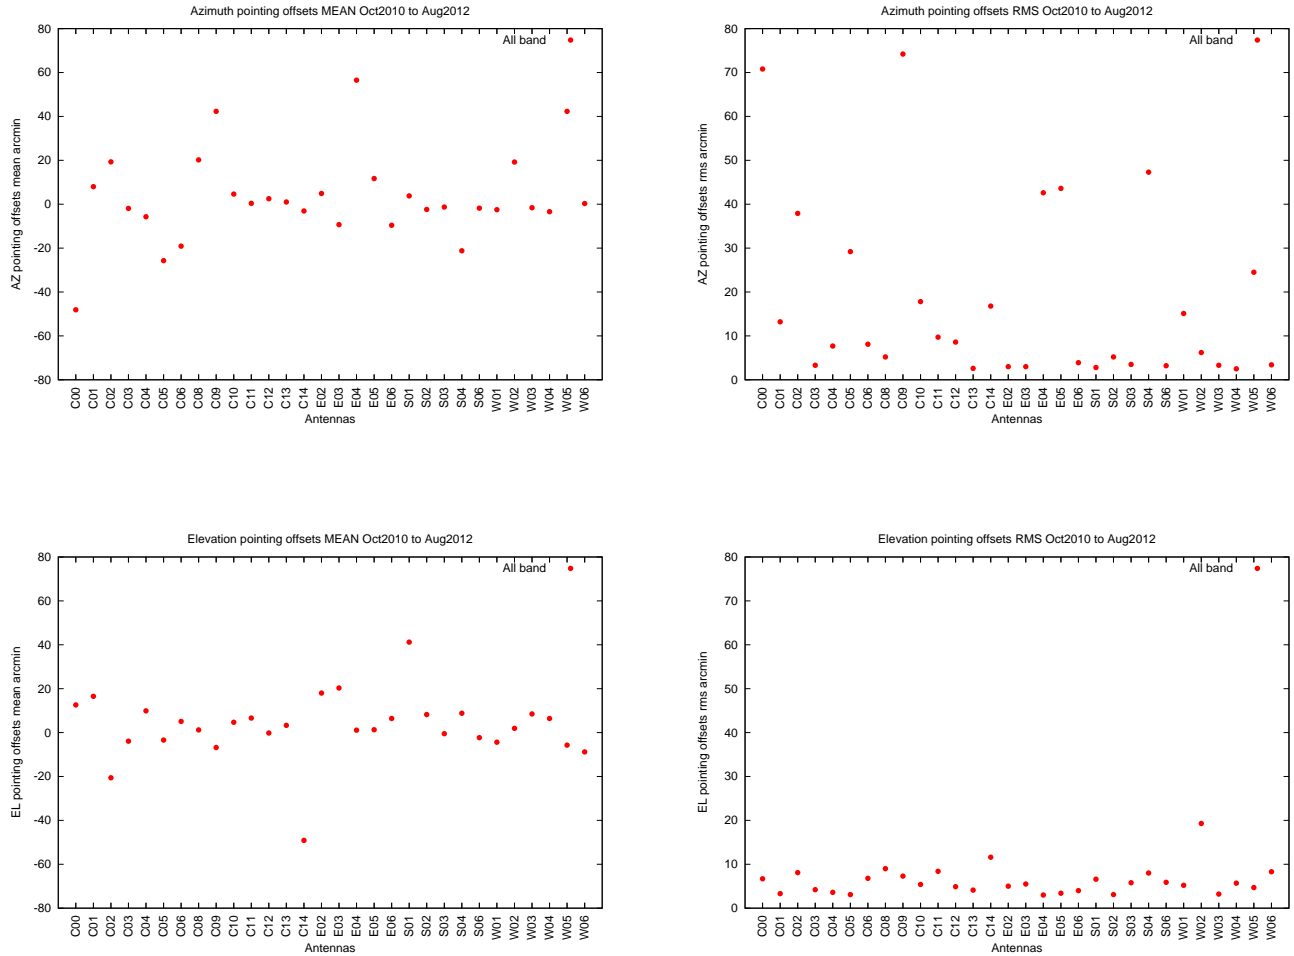 Azimuth pointing offsets MEAN Oct2010 to Aug2012
All band
80
60
40
20
0
-20
-40
-60
-80
AZ pointing offsets mean arcmin
C00 C01 C02 C03 C04 C05 C06 C08 C09 C10 C11 C12 C13 C14 E02 E03 E04 E05 E06 S01 S02 S03 S04 S06 W01 W02 W03 W04 W05 W06
Antennas
Azimuth pointing offsets RMS Oct2010 to Aug2012
All band
80
70
60
50
40
30
20
10
0
AZ pointing offsets rms arcmin
C00 C01 C02 C03 C04 C05 C06 C08 C09 C10 C11 C12 C13 C14 E02 E03 E04 E05 E06 S01 S02 S03 S04 S06 W01 W02 W03 W04 W05 W06
Antennas
Elevation pointing offsets MEAN Oct2010 to Aug2012
All band
80
60
40
20
0
-20
-40
-60
-80
EL pointing offsets mean arcmin
C00 C01 C02 C03 C04 C05 C06 C08 C09 C10 C11 C12 C13 C14 E02 E03 E04 E05 E06 S01 S02 S03 S04 S06 W01 W02 W03 W04 W05 W06
Antennas
Elevation pointing offsets RMS Oct2010 to Aug2012
All band
80
70
60
50
40
30
20
10
0
EL pointing offsets rms arcmin
C00 C01 C02 C03 C04 C05 C06 C08 C09 C10 C11 C12 C13 C14 E02 E03 E04 E05 E06 S01 S02 S03 S04 S06 W01 W02 W03 W04 W05 W06
Antennas